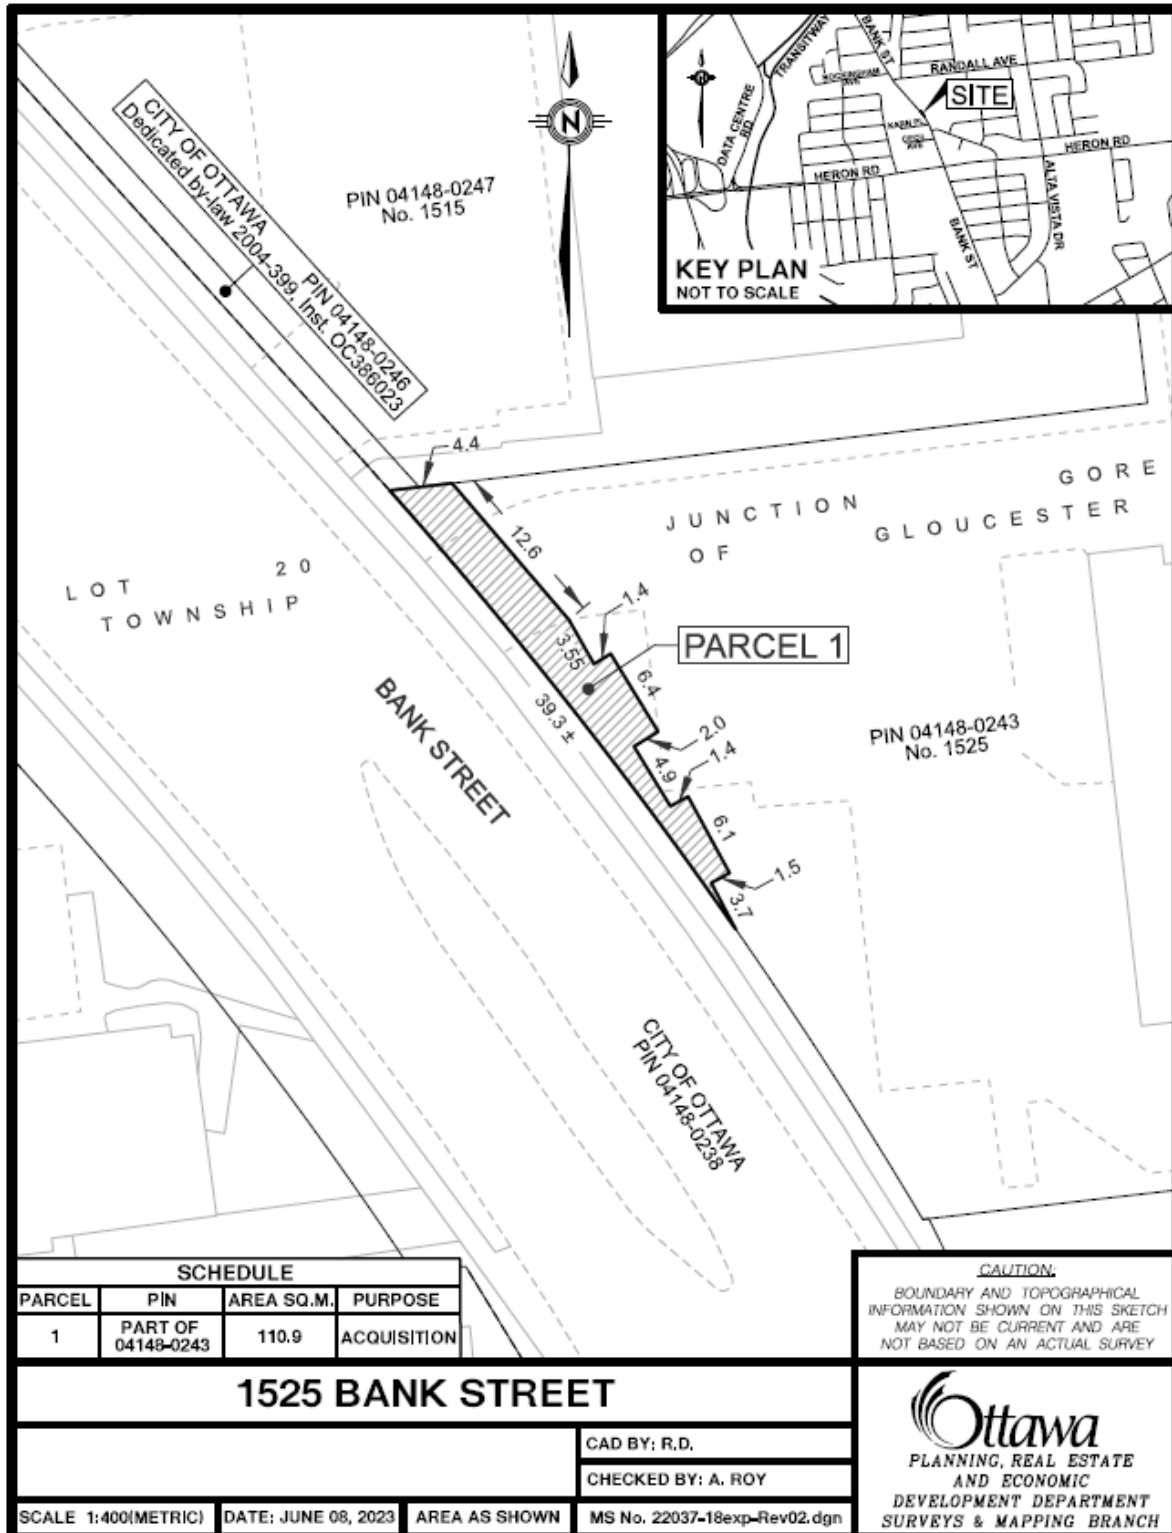 CITY OF OTTAWA PIN 04148-0246
Dedicated by-law 2004-399, Inst. OC386023
PIN 04148-0247
No. 1515
N
TRANSITWAY
BANK ST
RANDALL AVE
SITE
DATA CENTRE
RD
HERON RD
HERON RD
ALTA VISTA DR
BANK ST
KEY PLAN
NOT TO SCALE
4.4
12.6
JUNCTION GORE
OF GLOUCESTER
LOT 20
TOWNSHIP
1.4
3.55
PARCEL 1
6.4
39.3 ±
BANK STREET
2.0
1.4
4.9
PIN 04148-0243
No. 1525
6.1
1.5
3.7
CITY OF OTTAWA
PIN 04148-0238
SCHEDULE
PARCEL PIN AREA SQ.M. PURPOSE
1 PART OF 04148-0243 110.9 ACQUISITION
CAUTION:
BOUNDARY AND TOPOGRAPHICAL
INFORMATION SHOWN ON THIS SKETCH
MAY NOT BE CURRENT AND ARE
NOT BASED ON AN ACTUAL SURVEY
1525 BANK STREET
CAD BY: R.D.
CHECKED BY: A. ROY
SCALE 1:400(METRIC) DATE: JUNE 08, 2023 AREA AS SHOWN MS No. 22037-18exp-Rev02.dgn
Ottawa
PLANNING, REAL ESTATE
AND ECONOMIC
DEVELOPMENT DEPARTMENT
SURVEYS & MAPPING BRANCH